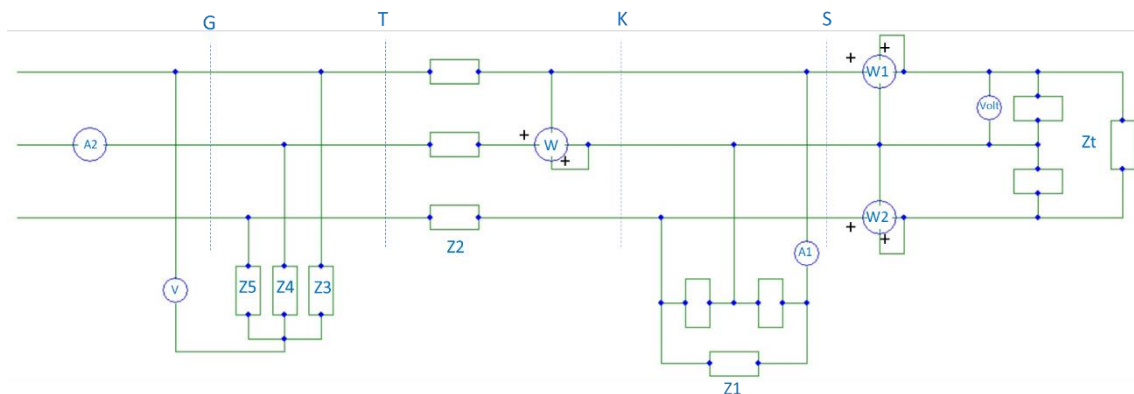 G T K S
+ W1 +
A2 + W + Volt Zt
+ W2 +
Z2 A1
V Z5 Z4 Z3
Z1